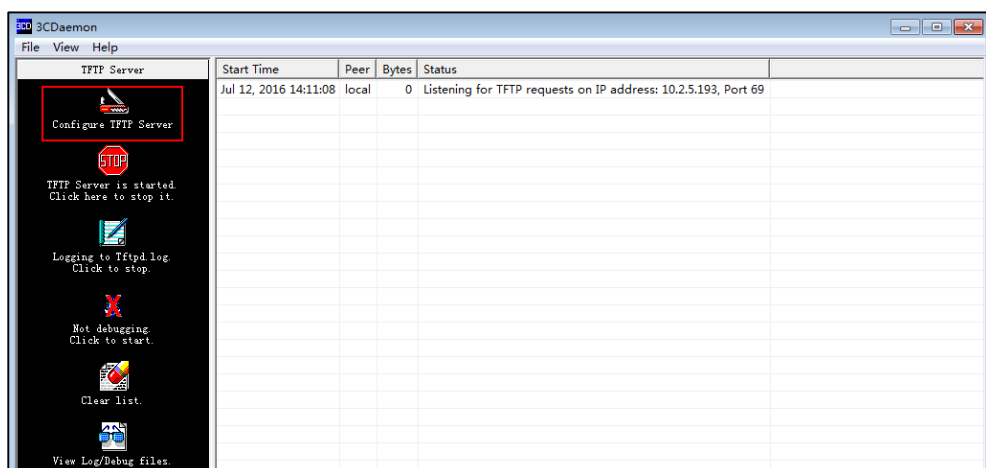 3CD 3CDaemon
File View Help
TFTP Server
Configure TFTP Server
STOP
TFTP Server is started.
Click here to stop it.
Logging to Tftpd.log.
Click to stop.
Not debugging.
Click to start.
Clear list.
View Log/Debug files.
Start Time Peer Bytes Status
Jul 12, 2016 14:11:08 local 0 Listening for TFTP requests on IP address: 10.2.5.193, Port 69